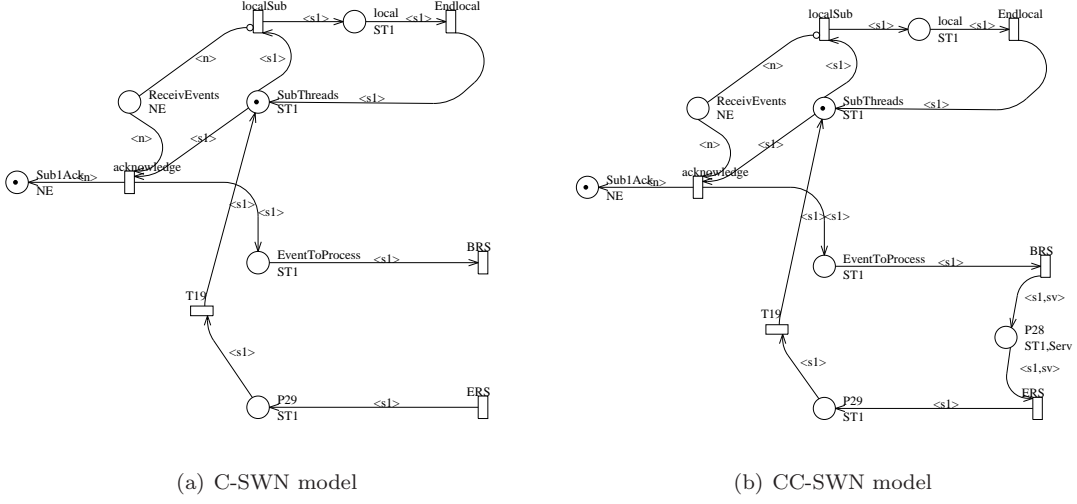 localSub
<s1>
local
ST1
<s1>
Endlocal
<n>
<s1>
ReceivEvents
NE
SubThreads
ST1
<s1>
<n>
<s1>
acknowledge
Sub1Ack
<n>
NE
<s1>
<s1>
EventToProcess
ST1
<s1>
BRS
T19
<s1>
P29
ST1
<s1>
ERS
(a) C-SWN model
localSub
<s1>
local
ST1
<s1>
Endlocal
<n>
<s1>
ReceivEvents
NE
SubThreads
ST1
<s1>
<n>
<s1>
acknowledge
Sub1Ack
<n>
NE
<s1>
<s1>
EventToProcess
ST1
<s1>
BRS
<s1,sv>
T19
P28
ST1,Serv
<s1>
<s1,sv>
P29
ST1
<s1>
ERS
(b) CC-SWN model